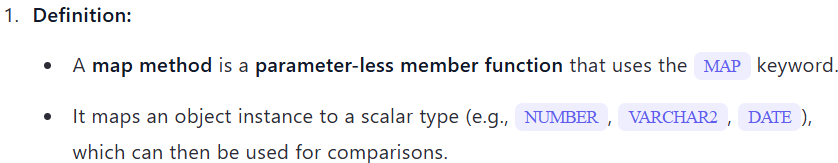 1. Definition:
• A map method is a parameter-less member function that uses the MAP keyword.
• It maps an object instance to a scalar type (e.g., NUMBER, VARCHAR2, DATE),
which can then be used for comparisons.